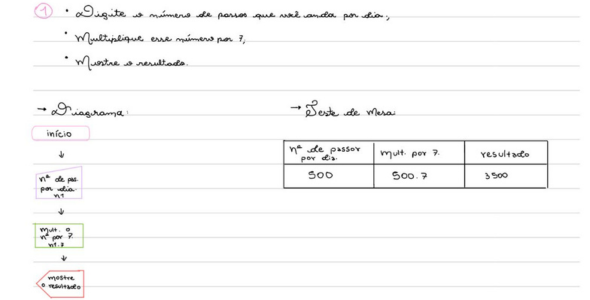 1 • Digite o número de passos que você anda por dia;
• Multiplique esse número por 7;
• Mostre o resultado.
→ Diagrama:
início
↓
nº de pas.
por dia
n1
↓
mult. o
nº por 7.
n1.7
↓
mostre
o resultado
→ Teste de Mesa:
nº de passor
por dia.
mult. por 7.
resultado
500
500.7
3500